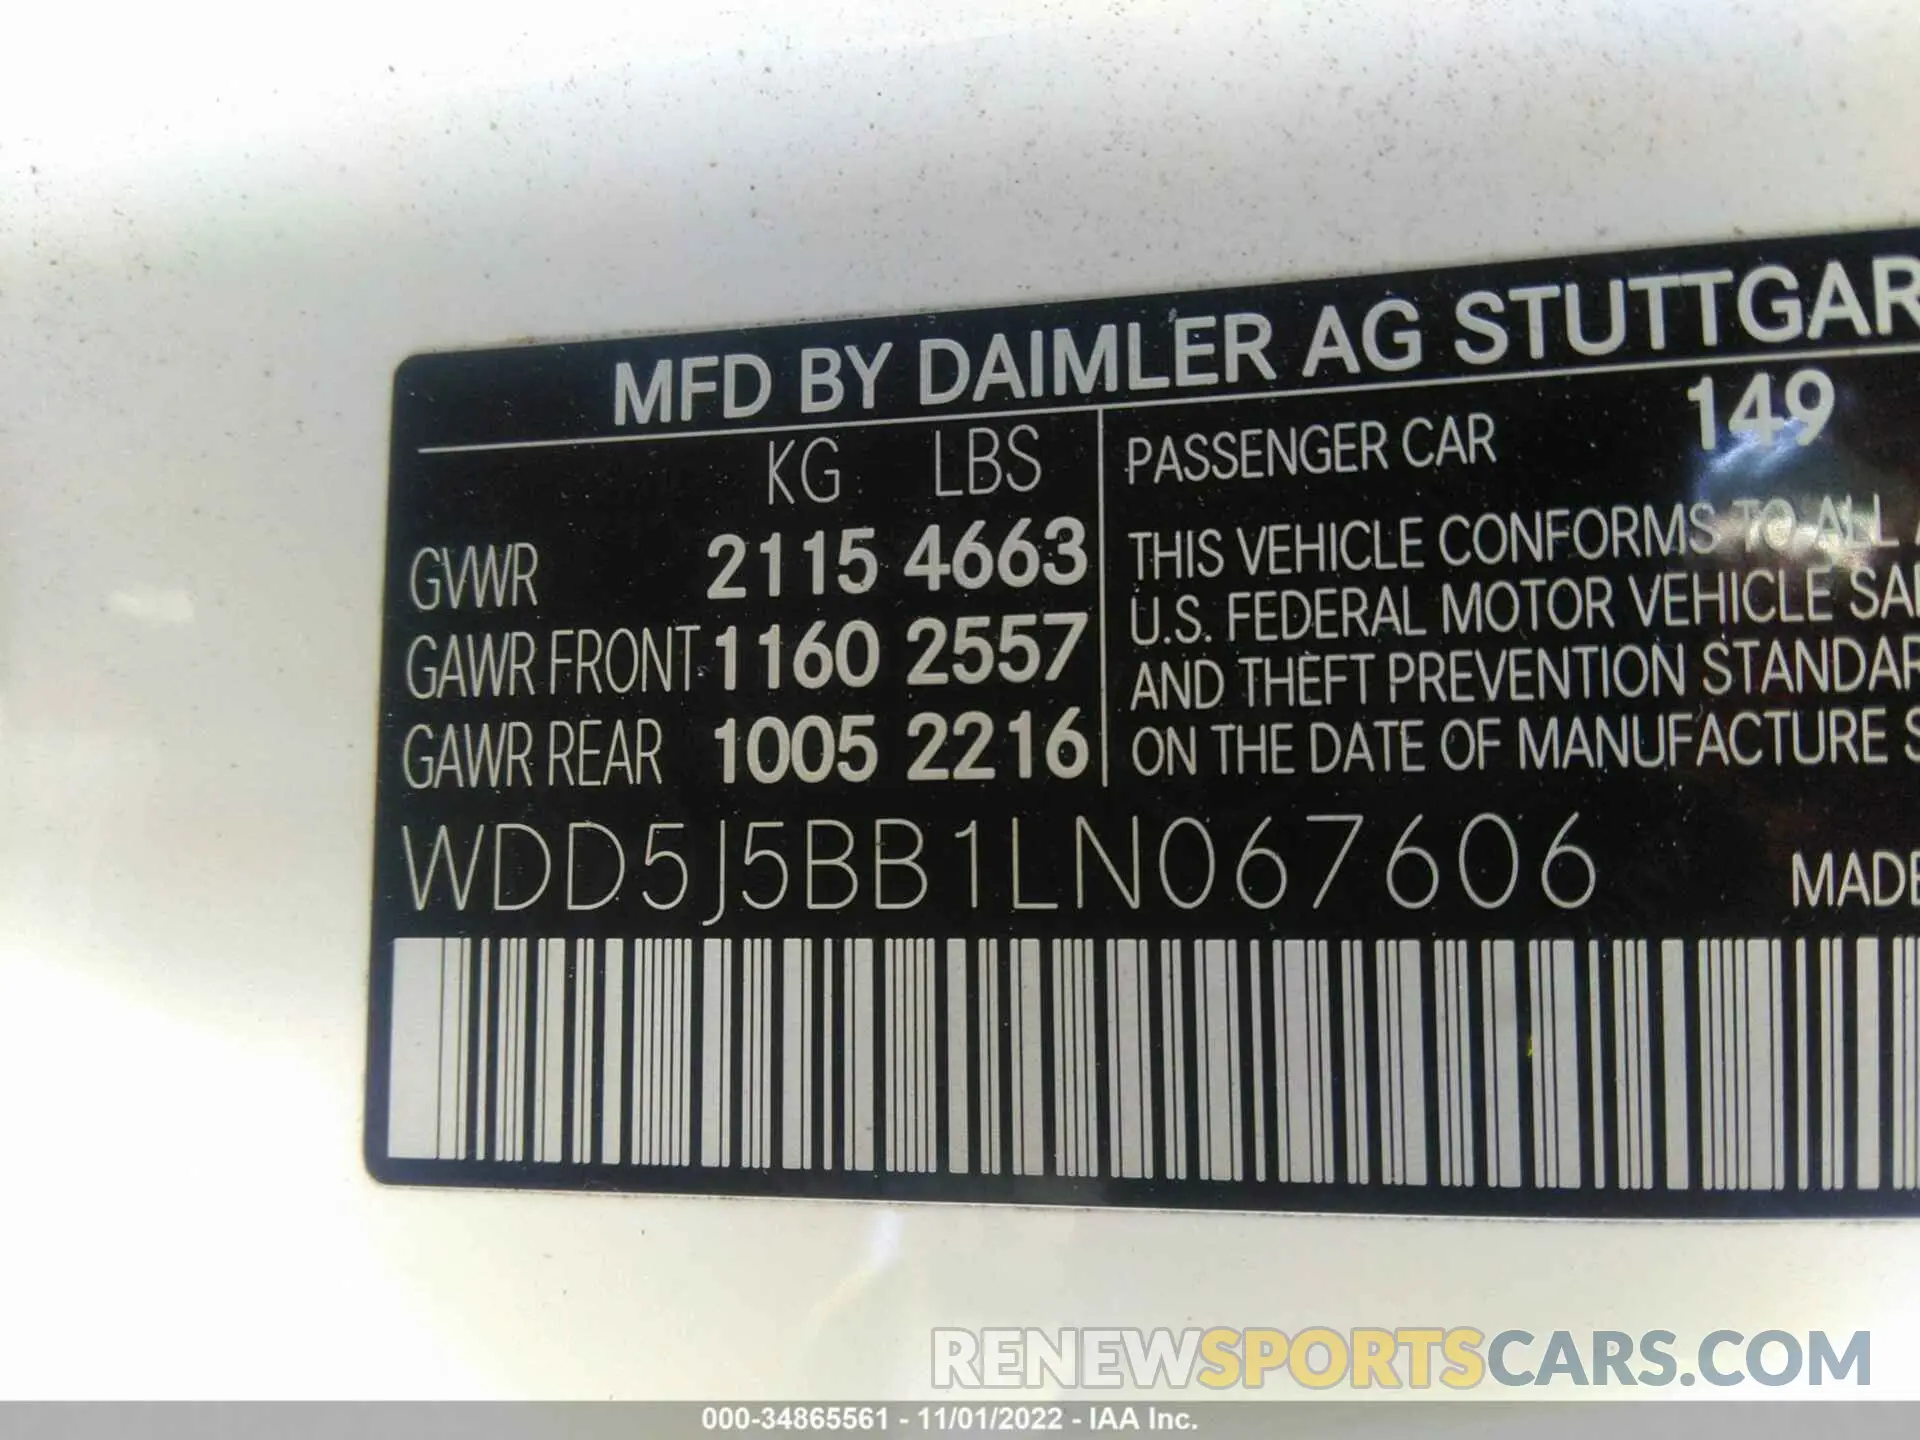 MFD BY DAIMLER AG STUTTGAR
KG LBS
GVWR 2115 4663
GAWR FRONT 1160 2557
GAWR REAR 1005 2216
PASSENGER CAR 149
THIS VEHICLE CONFORMS TO ALL A
U.S. FEDERAL MOTOR VEHICLE SA
AND THEFT PREVENTION STANDAR
ON THE DATE OF MANUFACTURE S
WDD5J5BB1LN067606
MADE
RENEWSPORTSCARS.COM
000-34865561 - 11/01/2022 - IAA Inc.